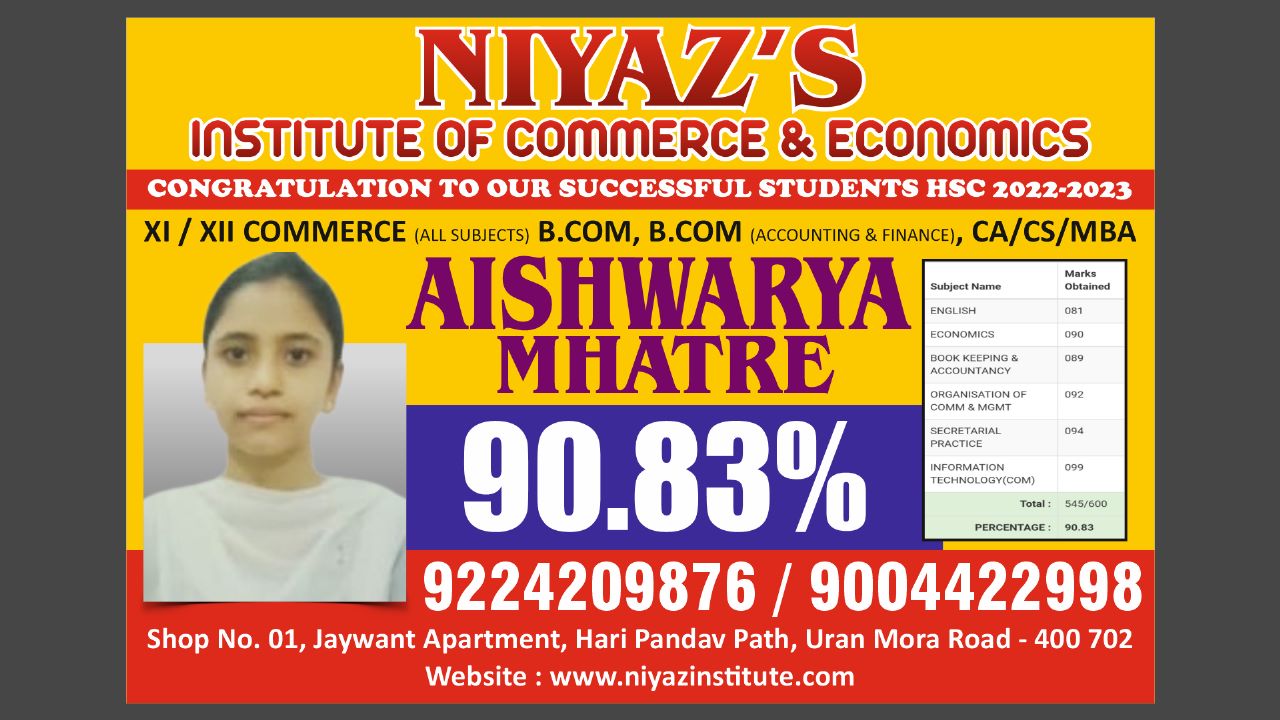 NIYAZ'S
INSTITUTE OF COMMERCE & ECONOMICS
CONGRATULATION TO OUR SUCCESSFUL STUDENTS HSC 2022-2023
XI / XII COMMERCE (ALL SUBJECTS) B.COM, B.COM (ACCOUNTING & FINANCE), CA/CS/MBA
AISHWARYA
MHATRE
90.83%
Subject Name Marks Obtained
ENGLISH 081
ECONOMICS 090
BOOK KEEPING & ACCOUNTANCY 089
ORGANISATION OF COMM & MGMT 092
SECRETARIAL PRACTICE 094
INFORMATION TECHNOLOGY(COM) 099
Total : 545/600
PERCENTAGE : 90.83
9224209876 / 9004422998
Shop No. 01, Jaywant Apartment, Hari Pandav Path, Uran Mora Road - 400 702
Website : www.niyazinstitute.com